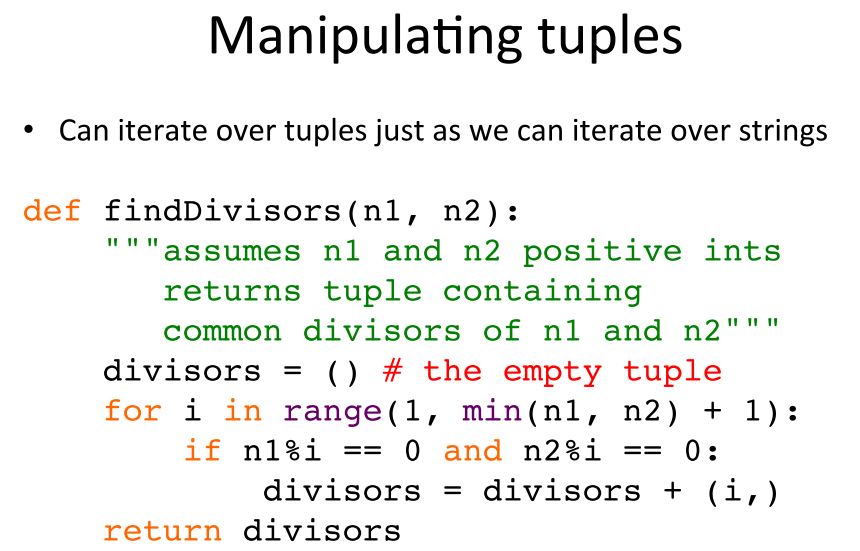 Manipulating tuples
• Can iterate over tuples just as we can iterate over strings
def findDivisors(n1, n2):
    """assumes n1 and n2 positive ints
       returns tuple containing
       common divisors of n1 and n2"""
    divisors = () # the empty tuple
    for i in range(1, min(n1, n2) + 1):
        if n1%i == 0 and n2%i == 0:
            divisors = divisors + (i,)
    return divisors